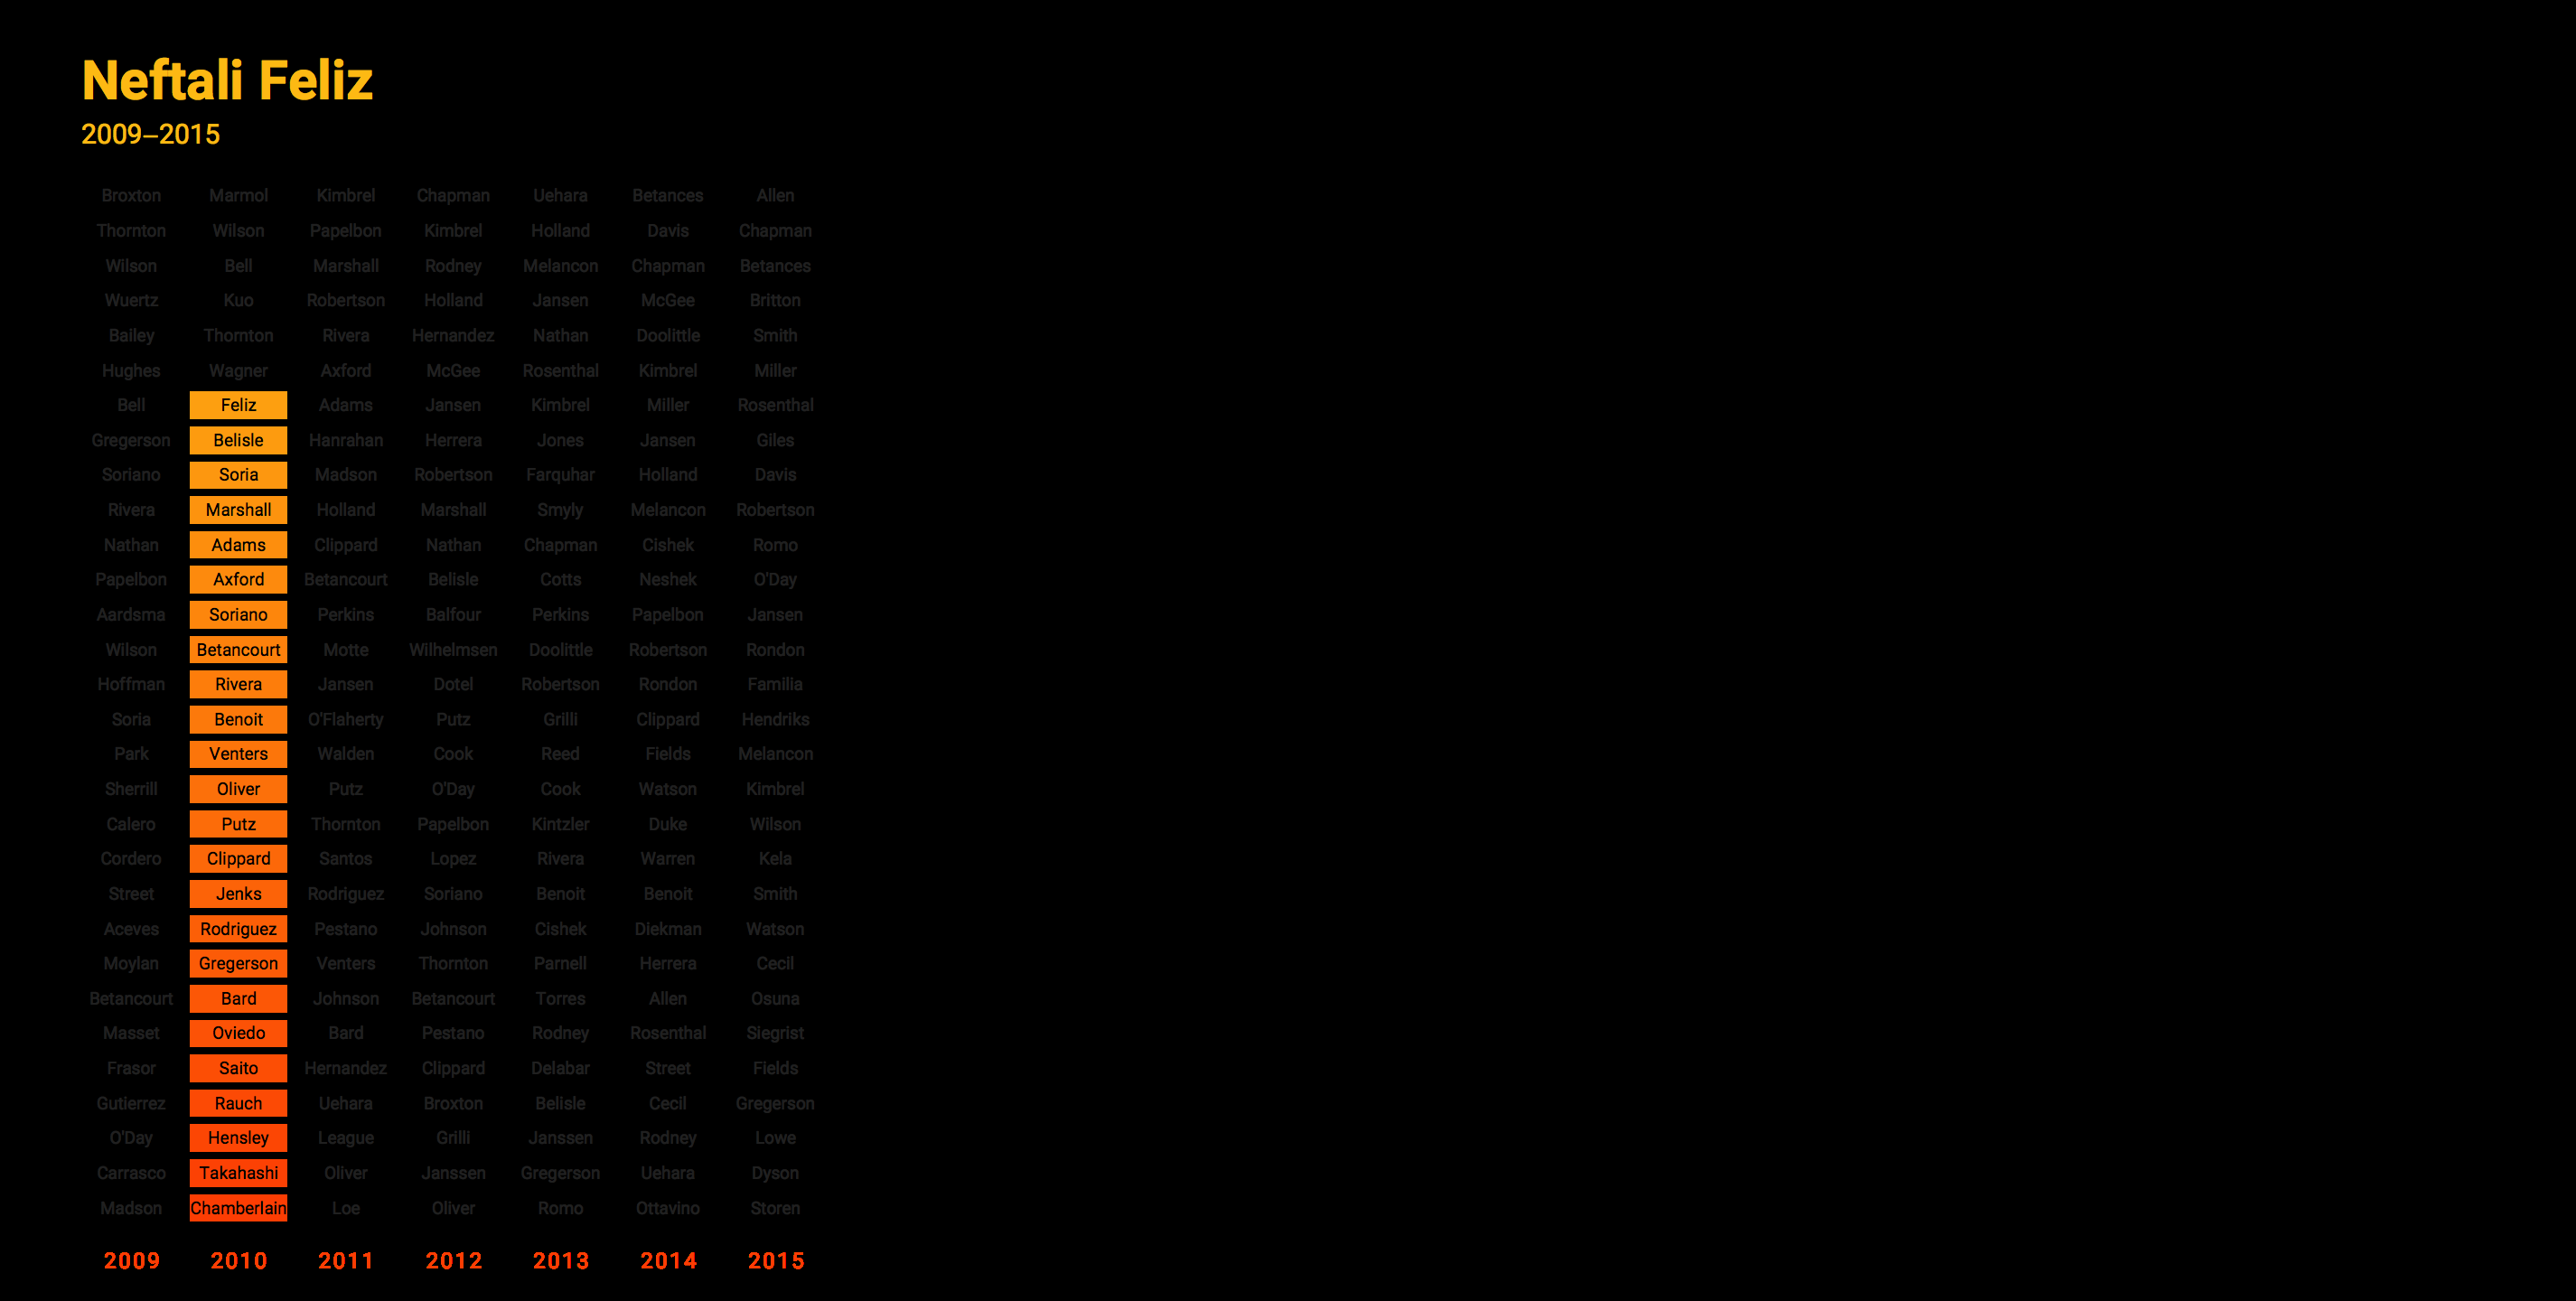 Neftali Feliz
2009–2015
Broxton Marmol Kimbrel Chapman Uehara Betances Allen
Thornton Wilson Papelbon Kimbrel Holland Davis Chapman
Wilson Bell Marshall Rodney Melancon Chapman Betances
Wuertz Kuo Robertson Holland Jansen McGee Britton
Bailey Thornton Rivera Hernandez Nathan Doolittle Smith
Hughes Wagner Axford McGee Rosenthal Kimbrel Miller
Bell Feliz Adams Jansen Kimbrel Miller Rosenthal
Gregerson Belisle Hanrahan Herrera Jones Jansen Giles
Soriano Soria Madson Robertson Farquhar Holland Davis
Rivera Marshall Holland Marshall Smyly Melancon Robertson
Nathan Adams Clippard Nathan Chapman Cishek Romo
Papelbon Axford Betancourt Belisle Cotts Neshek O'Day
Aardsma Soriano Perkins Balfour Perkins Papelbon Jansen
Wilson Betancourt Motte Wilhelmsen Doolittle Robertson Rondon
Hoffman Rivera Jansen Dotel Robertson Rondon Familia
Soria Benoit O'Flaherty Putz Grilli Clippard Hendriks
Park Venters Walden Cook Reed Fields Melancon
Sherrill Oliver Putz O'Day Cook Watson Kimbrel
Calero Putz Thornton Papelbon Kintzler Duke Wilson
Cordero Clippard Santos Lopez Rivera Warren Kela
Street Jenks Rodriguez Soriano Benoit Benoit Smith
Aceves Rodriguez Pestano Johnson Cishek Diekman Watson
Moylan Gregerson Venters Thornton Parnell Herrera Cecil
Betancourt Bard Johnson Betancourt Torres Allen Osuna
Masset Oviedo Bard Pestano Rodney Rosenthal Siegrist
Frasor Saito Hernandez Clippard Delabar Street Fields
Gutierrez Rauch Uehara Broxton Belisle Cecil Gregerson
O'Day Hensley League Grilli Janssen Rodney Lowe
Carrasco Takahashi Oliver Janssen Gregerson Uehara Dyson
Madson Chamberlain Loe Oliver Romo Ottavino Storen
2009 2010 2011 2012 2013 2014 2015